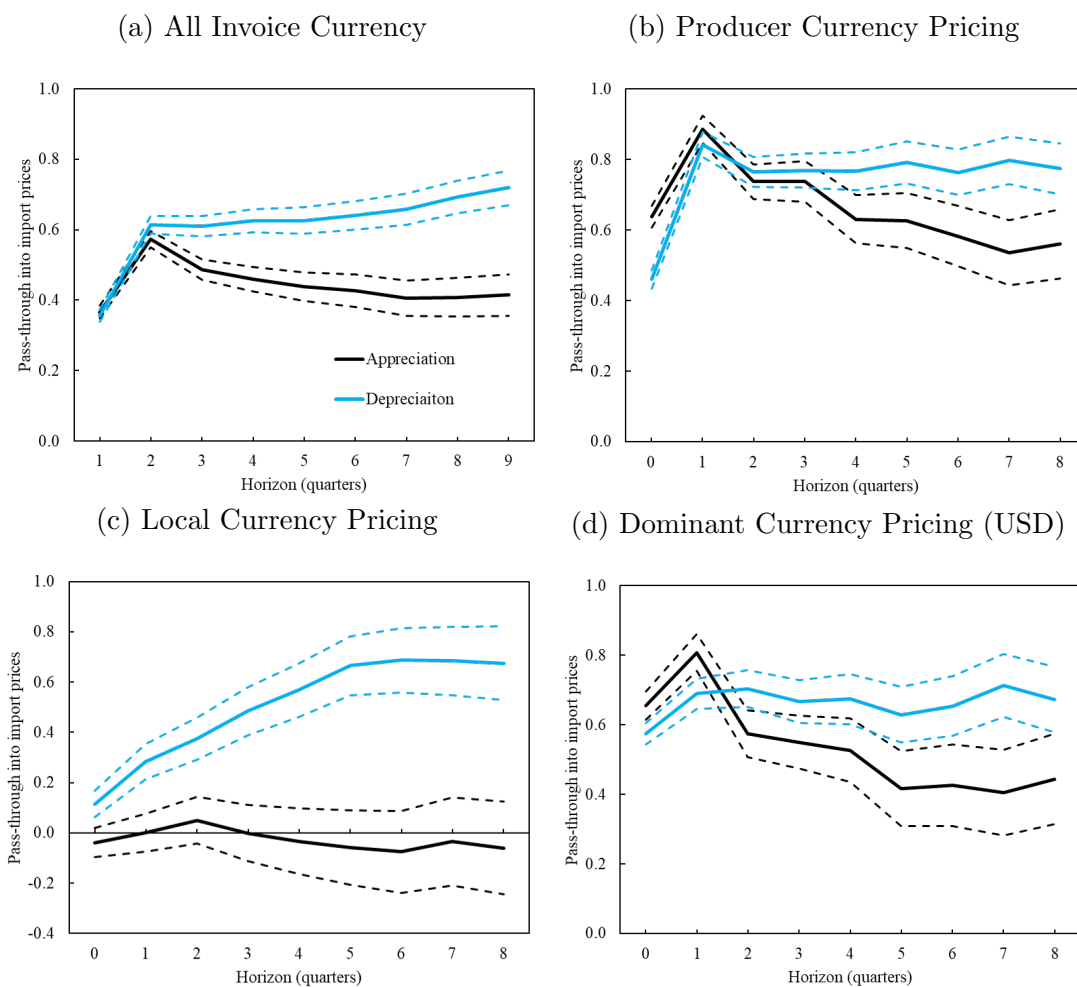 (a) All Invoice Currency
Pass-through into import prices
1.0
0.8
0.6
0.4
0.2
0.0
Appreciation
Depreciaiton
1 2 3 4 5 6 7 8 9
Horizon (quarters)
(b) Producer Currency Pricing
Pass-through into import prices
1.0
0.8
0.6
0.4
0.2
0.0
0 1 2 3 4 5 6 7 8
Horizon (quarters)
(c) Local Currency Pricing
Pass-through into import prices
1.0
0.8
0.6
0.4
0.2
0.0
-0.2
-0.4
0 1 2 3 4 5 6 7 8
Horizon (quarters)
(d) Dominant Currency Pricing (USD)
Pass-through into import prices
1.0
0.8
0.6
0.4
0.2
0.0
0 1 2 3 4 5 6 7 8
Horizon (quarters)